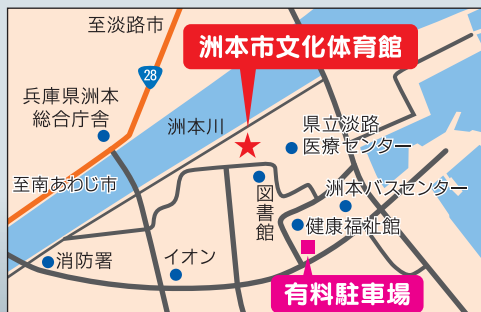 至淡路市
洲本市文化体育館
28
兵庫県洲本
総合庁舎
洲本川
県立淡路
医療センター
至南あわじ市
図書館
洲本バスセンター
健康福祉館
消防署
イオン
有料駐車場